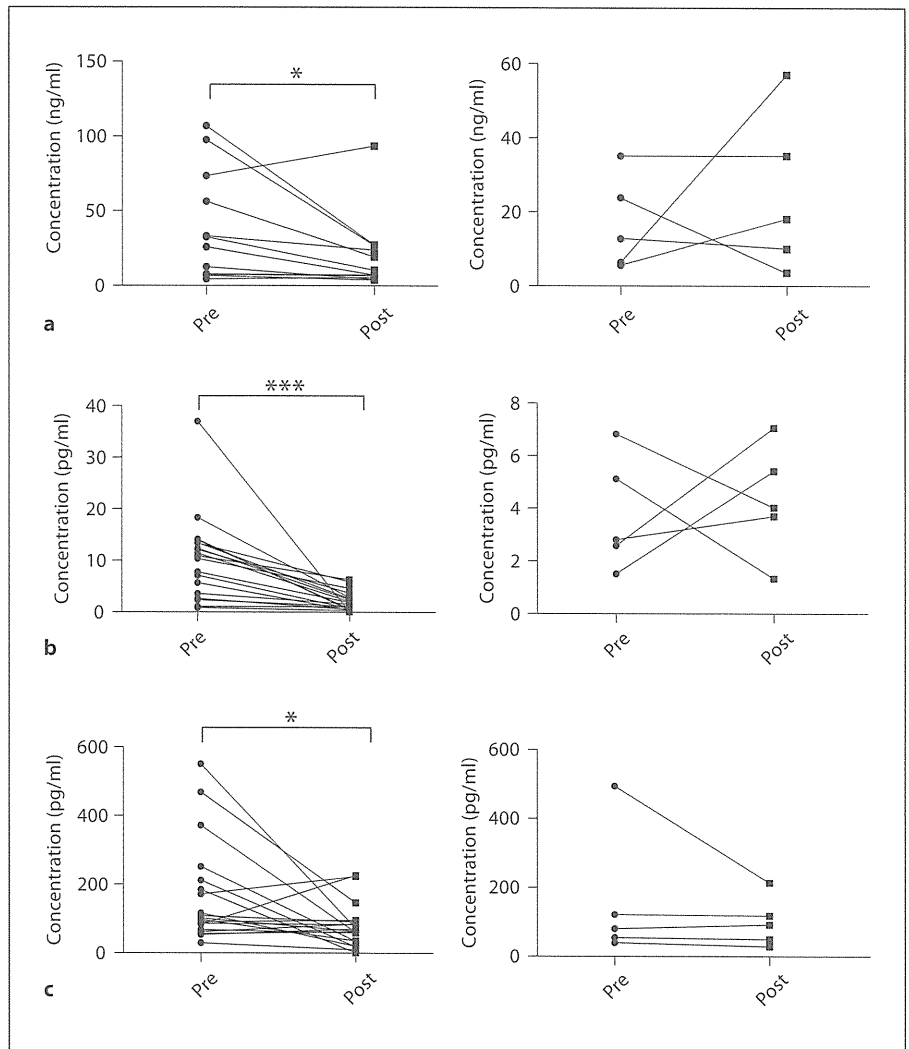 Concentration (ng/ml)
150
100
50
0
*
Pre
Post
Concentration (ng/ml)
60
40
20
0
Pre
Post
a
Concentration (pg/ml)
40
30
20
10
0
***
Pre
Post
Concentration (pg/ml)
8
6
4
2
0
Pre
Post
b
Concentration (pg/ml)
600
400
200
0
*
Pre
Post
Concentration (pg/ml)
600
400
200
0
Pre
Post
c